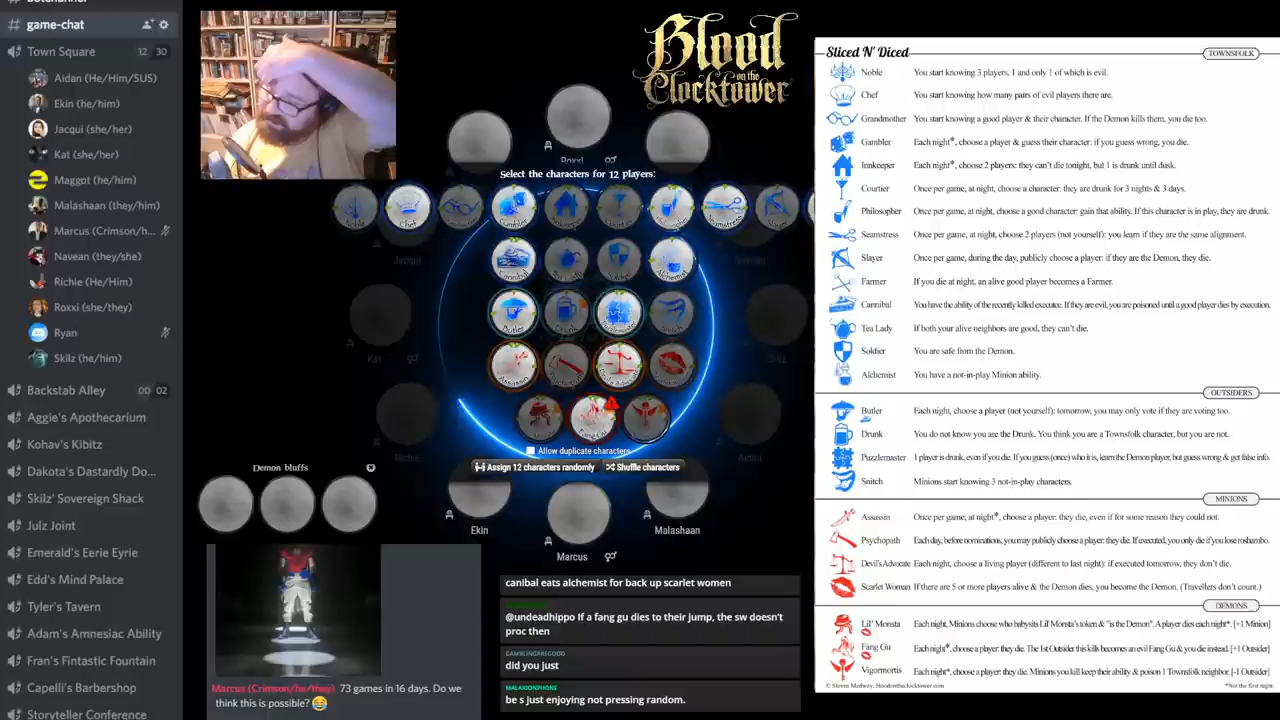 botchannel
# game-chat
Town Square 12 30
Aidan (He/Him/SUS)
Ekin (he/him)
Jacqui (she/her)
Kat (she/her)
Maggot (he/him)
Malashaan (they/him)
Marcus (Crimson/h...
Navean (they/she)
Richie (He/Him)
Roxi (she/they)
Ryan
Skilz (he/him)
Backstab Alley 00 02
Aggie's Apothecarium
Kohav's Kibitz
Dakota's Dastardly Do...
Skilz' Sovereign Shack
Julz Joint
Emerald's Eerie Eyrie
Edd's Mind Palace
Tyler's Tavern
Adam's Amnesiac Ability
Fran's Fintastic Fountain
Storyteller Conference
Blood
on the
Clocktower
Roxxi
Select the characters for 12 players:
Chef
Gambler
Seamstress
Cannibal
Alchemist
Butler
Puzzlemaster
Assassin
Fang Gu
Jacqui
Kat
Richie
Skilz
Aidan
Allow duplicate characters
Assign 12 characters randomly
Shuffle characters
Demon bluffs
Ekin
Marcus
Malashaan
Marcus (Crimson/he/they) 73 games in 16 days. Do we
think this is possible? 😂
canibal eats alchemist for back up scarlet women
@undeadhippo If a fang gu dies to their jump, the sw doesn't
proc then
GAMBLINGAREGOOD
did you just
MALAXIONPHONE
be s just enjoying not pressing random.
Sliced N' Diced
TOWNSFOLK
Noble You start knowing 3 players, 1 and only 1 of which is evil.
Chef You start knowing how many pairs of evil players there are.
Grandmother You start knowing a good player & their character. If the Demon kills them, you die too.
Gambler Each night*, choose a player & guess their character: if you guess wrong, you die.
Innkeeper Each night*, choose 2 players: they can't die tonight, but 1 is drunk until dusk.
Courtier Once per game, at night, choose a character: they are drunk for 3 nights & 3 days.
Philosopher Once per game, at night, choose a good character: gain that ability. If this character is in play, they are drunk.
Seamstress Once per game, at night, choose 2 players (not yourself): you learn if they are the same alignment.
Slayer Once per game, during the day, publicly choose a player: if they are the Demon, they die.
Farmer If you die at night, an alive good player becomes a Farmer.
Cannibal You have the ability of the recently killed executee. If they are evil, you are poisoned until a good player dies by execution.
Tea Lady If both your alive neighbors are good, they can't die.
Soldier You are safe from the Demon.
Alchemist You have a not-in-play Minion ability.
OUTSIDERS
Butler Each night, choose a player (not yourself): tomorrow, you may only vote if they are voting too.
Drunk You do not know you are the Drunk. You think you are a Townsfolk character, but you are not.
Puzzlemaster 1 player is drunk, even if you die. If you guess (once) who it is, learn the Demon player, but guess wrong & get false info.
Snitch Minions start knowing 3 not-in-play characters.
MINIONS
Assassin Once per game, at night*, choose a player: they die, even if for some reason they could not.
Psychopath Each day, before nominations, you may publicly choose a player: they die. If executed, you only die if you lose roshambo.
Devil's Advocate Each night, choose a living player (different to last night): if executed tomorrow, they don't die.
Scarlet Woman If there are 5 or more players alive & the Demon dies, you become the Demon. (Travellers don't count.)
DEMONS
Lil' Monsta Each night, Minions choose who babysits Lil' Monsta's token & "is the Demon". A player dies each night*. [+1 Minion]
Fang Gu Each night*, choose a player: they die. The 1st Outsider this kills becomes an evil Fang Gu & you die instead. [+1 Outsider]
Vigormortis Each night*, choose a player: they die. Minions you kill keep their ability & poison 1 Townsfolk neighbor. [-1 Outsider]
© Steven Medway, bloodontheclocktower.com *Not the first night.